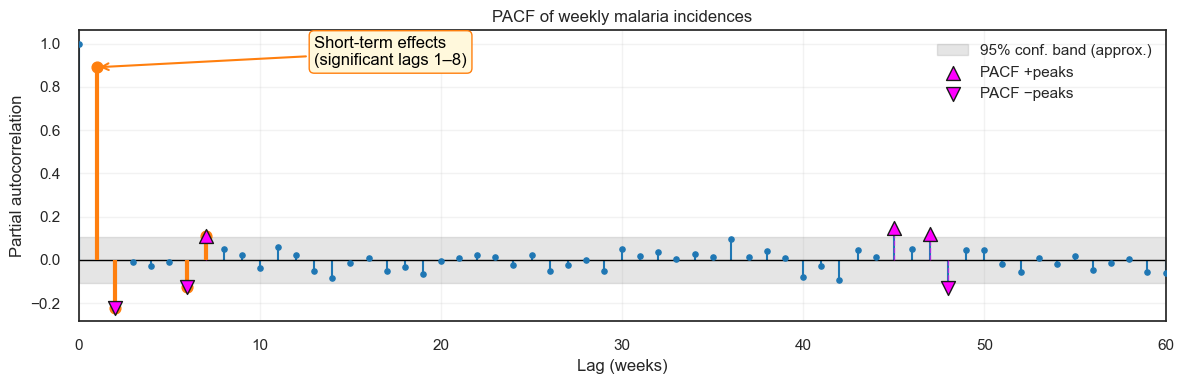 PACF of weekly malaria incidences
Short-term effects
(significant lags 1–8)
95% conf. band (approx.)
PACF +peaks
PACF −peaks
Partial autocorrelation
1.0
0.8
0.6
0.4
0.2
0.0
−0.2
0
10
20
30
40
50
60
Lag (weeks)